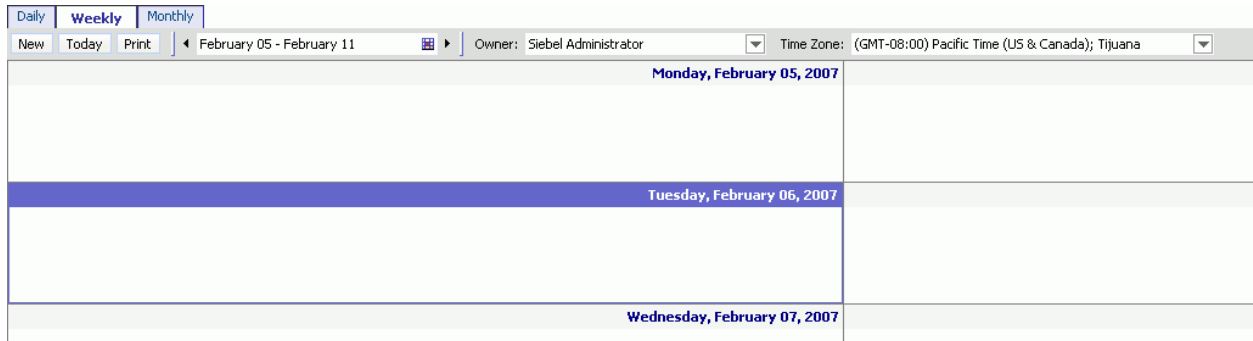 Daily Weekly Monthly
New Today Print February 05 - February 11 Owner: Siebel Administrator Time Zone: (GMT-08:00) Pacific Time (US & Canada); Tijuana
Monday, February 05, 2007
Tuesday, February 06, 2007
Wednesday, February 07, 2007